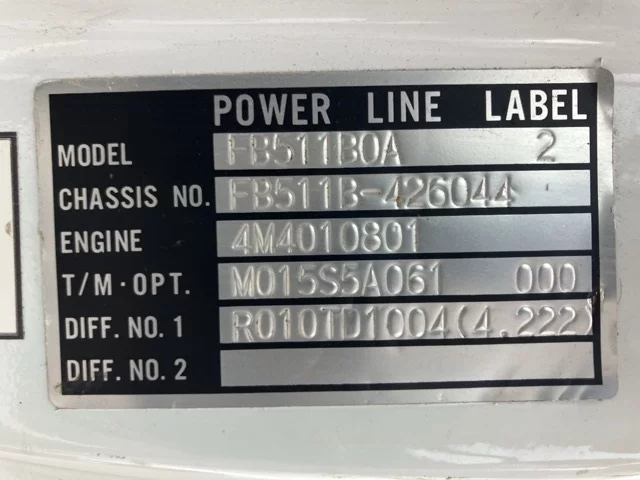 POWER LINE LABEL
MODEL FB511B0A 2
CHASSIS NO. FB511B-426044
ENGINE 4M4010801
T/M·OPT. M015S5A061 000
DIFF. NO. 1 R010TD1004(4.222)
DIFF. NO. 2